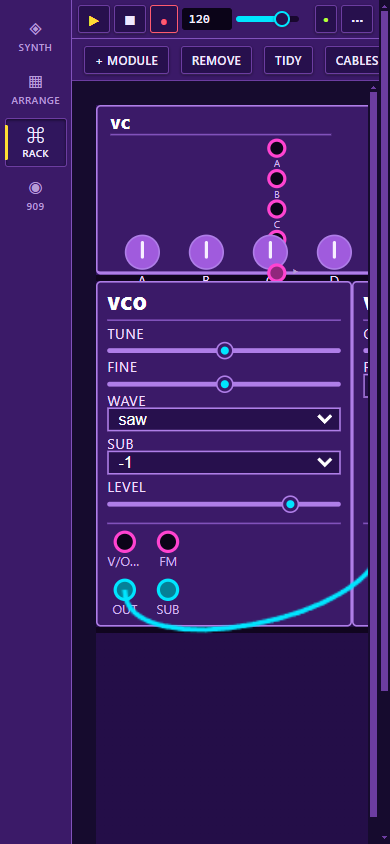 120
...
SYNTH
ARRANGE
RACK
909
+ MODULE
REMOVE
TIDY
CABLES
vc
A
B
C
A B D
vco
TUNE
FINE
WAVE
saw
SUB
-1
LEVEL
V/O... FM
OUT SUB